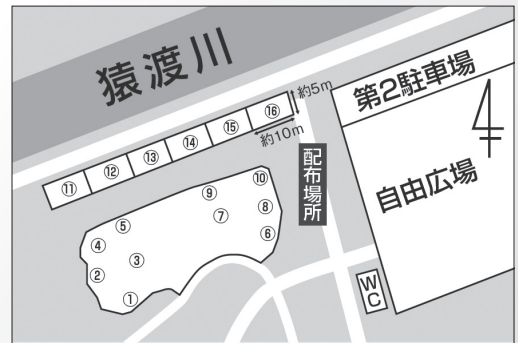 猿渡川
第2駐車場
約5m
⑯
⑮
⑭
⑬
⑫
⑪
約10m
配布場所
自由広場
⑩
⑨
⑧
⑦
⑥
⑤
④
③
②
①
WC